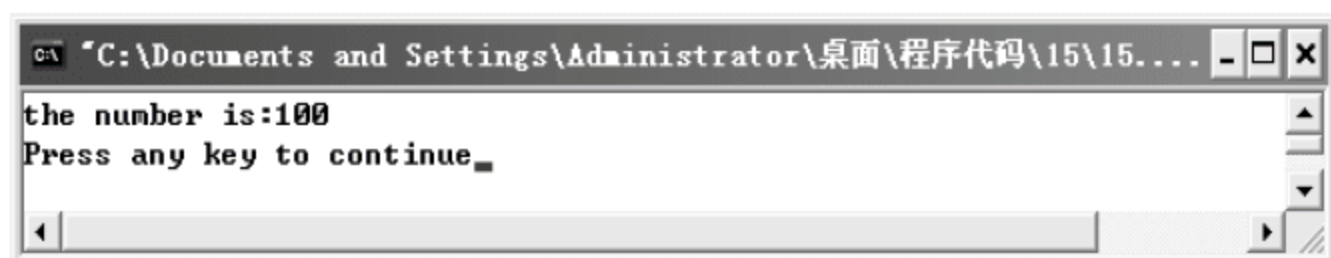 C:\ "C:\Documents and Settings\Administrator\桌面\程序代码\15\15....
the number is:100
Press any key to continue_